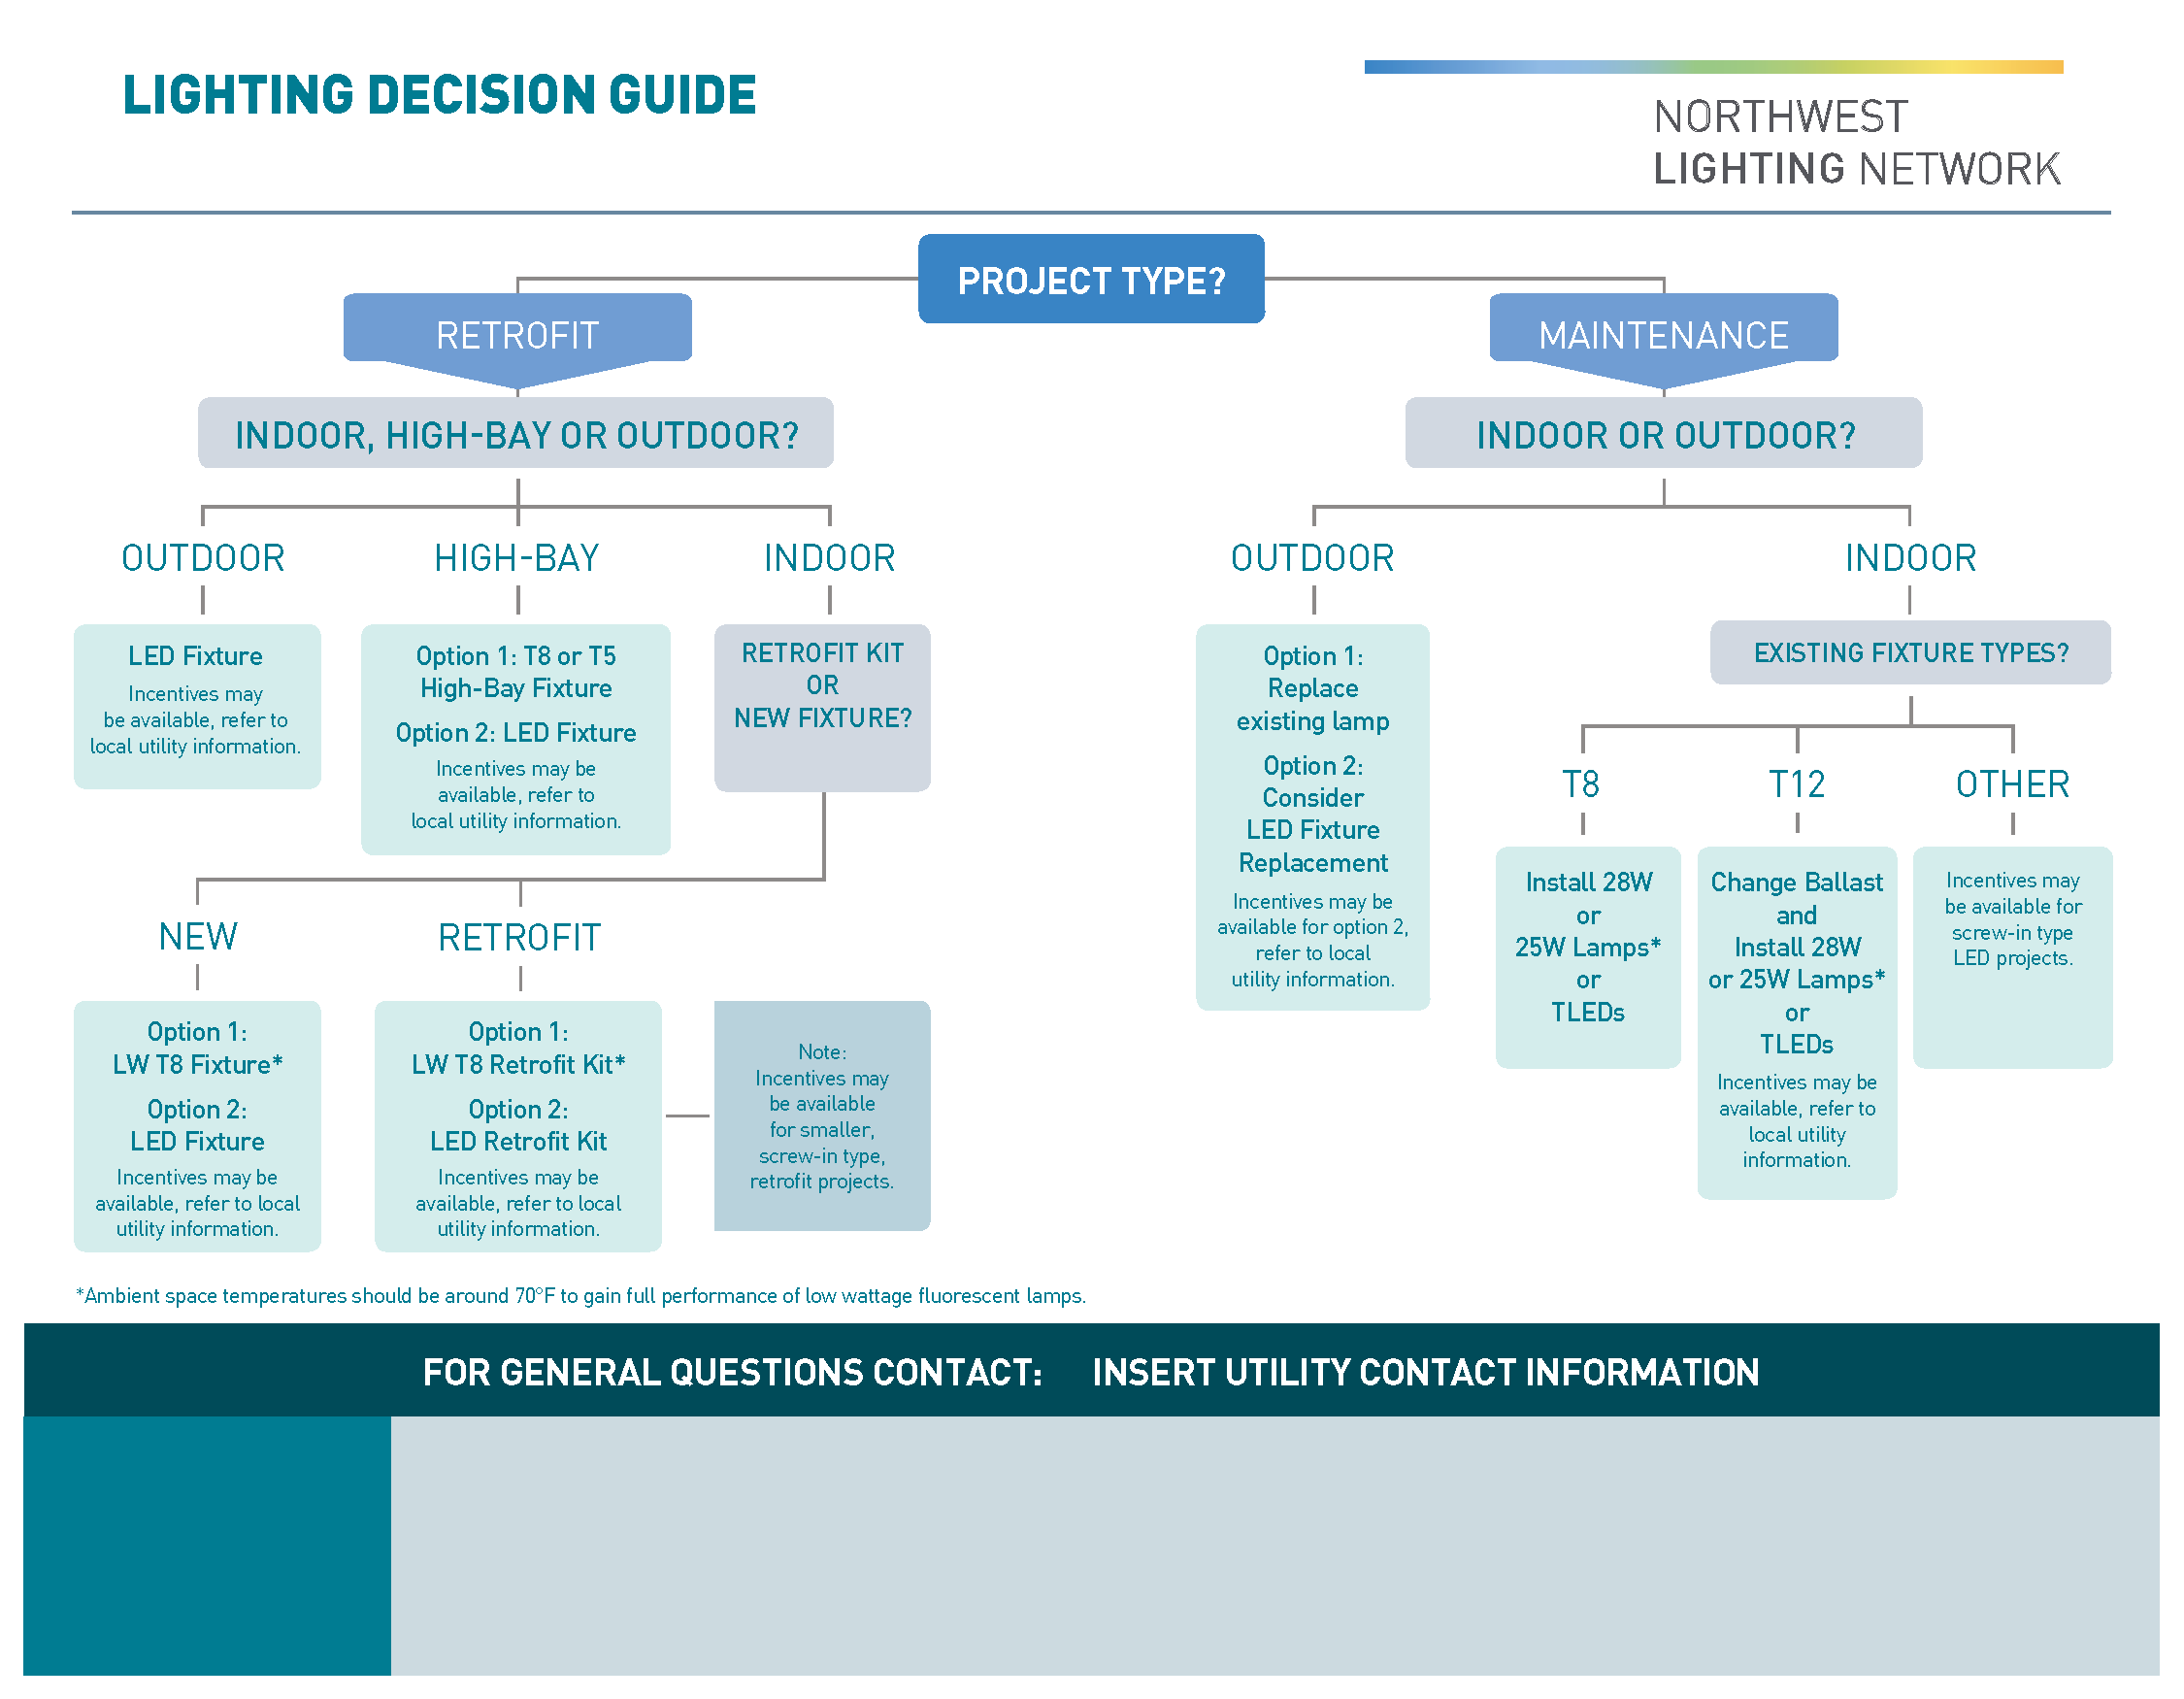 LIGHTING DECISION GUIDE
NORTHWEST
LIGHTING NETWORK
PROJECT TYPE?
RETROFIT
MAINTENANCE
INDOOR, HIGH-BAY OR OUTDOOR?
INDOOR OR OUTDOOR?
OUTDOOR
HIGH-BAY
INDOOR
OUTDOOR
INDOOR
LED Fixture
Incentives may
be available, refer to
local utility information.
Option 1: T8 or T5
High-Bay Fixture
Option 2: LED Fixture
Incentives may be
available, refer to
local utility information.
RETROFIT KIT
OR
NEW FIXTURE?
Option 1:
Replace
existing lamp
Option 2:
Consider
LED Fixture
Replacement
Incentives may be
available for option 2,
refer to local
utility information.
EXISTING FIXTURE TYPES?
T8
T12
OTHER
Install 28W
or
25W Lamps*
or
TLEDs
Change Ballast
and
Install 28W
or 25W Lamps*
or
TLEDs
Incentives may be
available, refer to
local utility
information.
Incentives may
be available for
screw-in type
LED projects.
NEW
RETROFIT
Option 1:
LW T8 Fixture*
Option 2:
LED Fixture
Incentives may be
available, refer to local
utility information.
Option 1:
LW T8 Retrofit Kit*
Option 2:
LED Retrofit Kit
Incentives may be
available, refer to local
utility information.
Note:
Incentives may
be available
for smaller,
screw-in type,
retrofit projects.
*Ambient space temperatures should be around 70°F to gain full performance of low wattage fluorescent lamps.
FOR GENERAL QUESTIONS CONTACT: INSERT UTILITY CONTACT INFORMATION